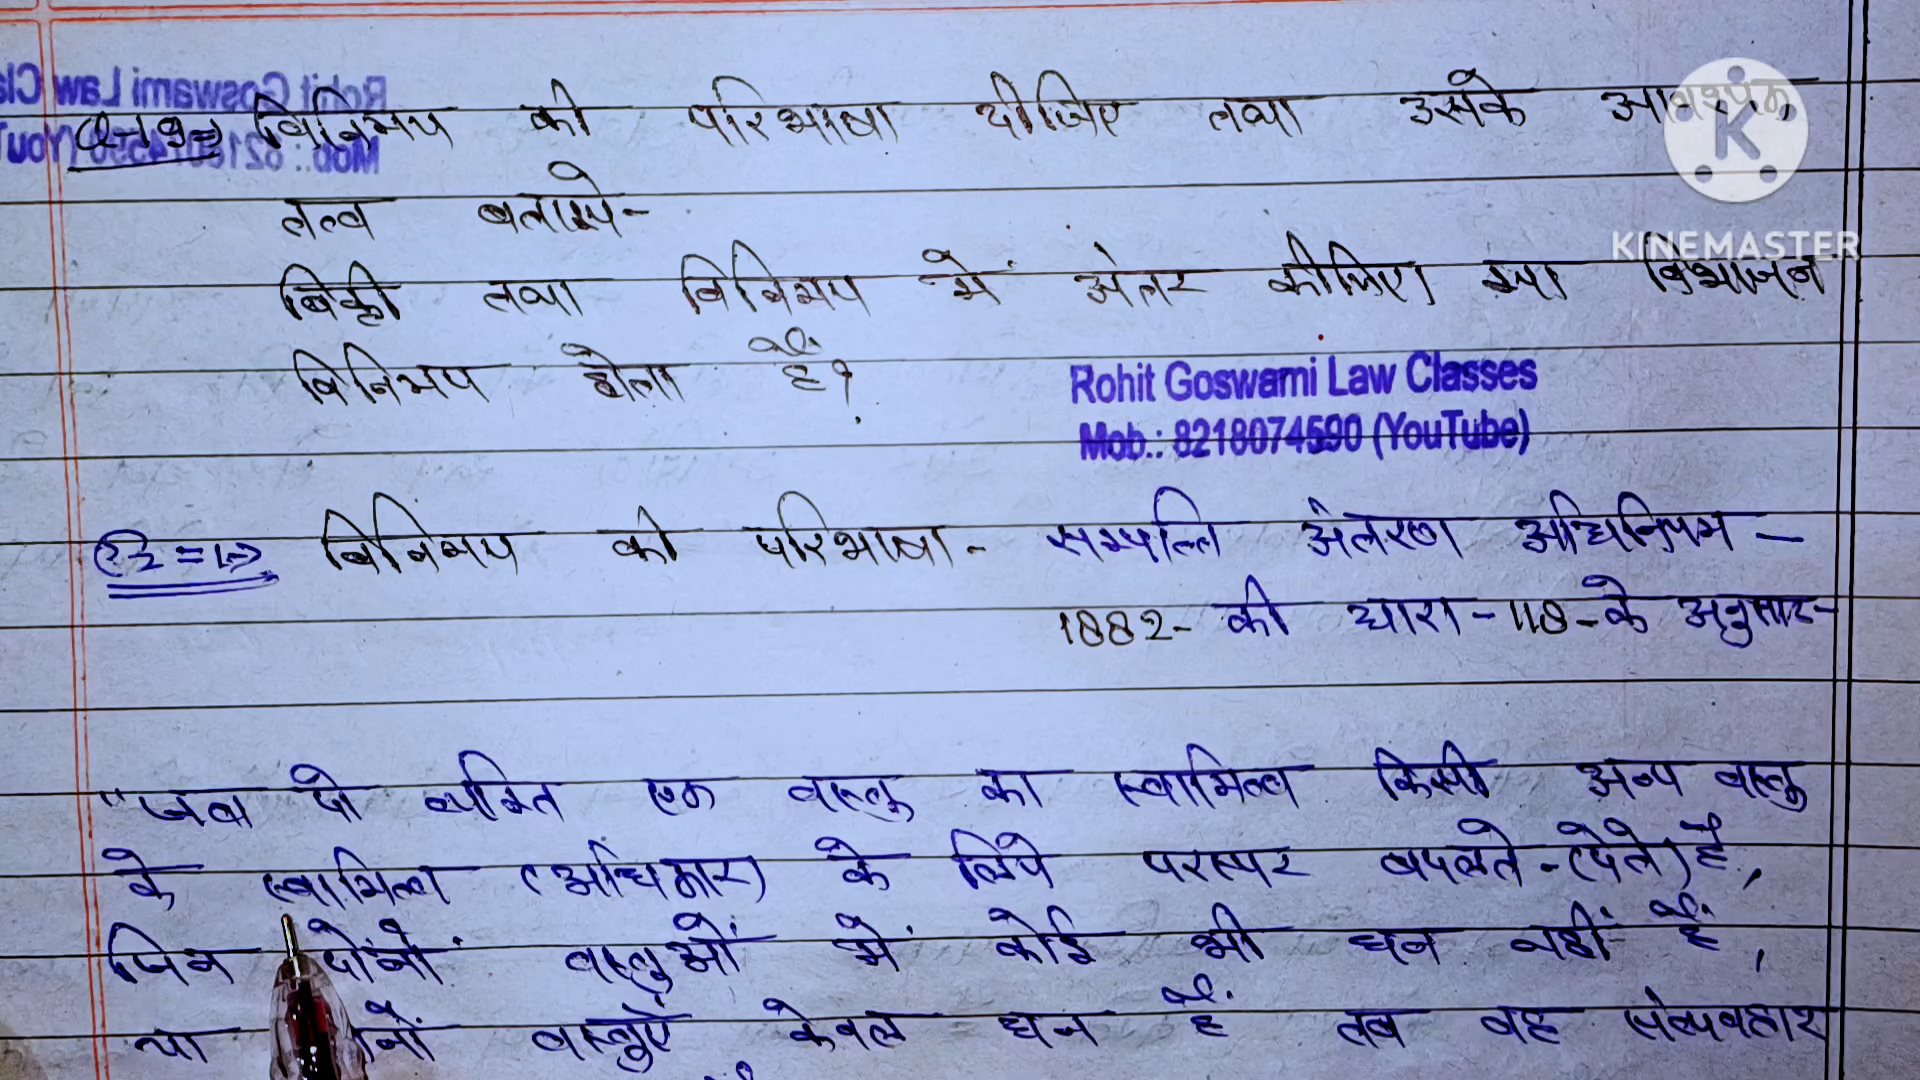 Q-19⇒ विनिमय की परिभाषा दीजिए तथा उसके आवश्यक
तत्व बताइये-
बिक्री तथा विनिमय में अंतर कीजिए। क्या विभाजन
विनिमय होता है?
Rohit Goswami Law Classes
Mob.: 8218074590 (YouTube)
KINEMASTER
विनिमय की परिभाषा - सम्पत्ति अंतरण अधिनियम -
1882- की धारा-118-के अनुसार-
"जब दो व्यक्ति एक वस्तु का स्वामित्व किसी अन्य वस्तु
के स्वामित्व (अधिकार) के लिये परस्पर बदलते-(देते) हैं,
जिन दोनों वस्तुओं में कोई भी धन नहीं है,
या वस्तुएँ केवल धन हैं तब वह संव्यवहार